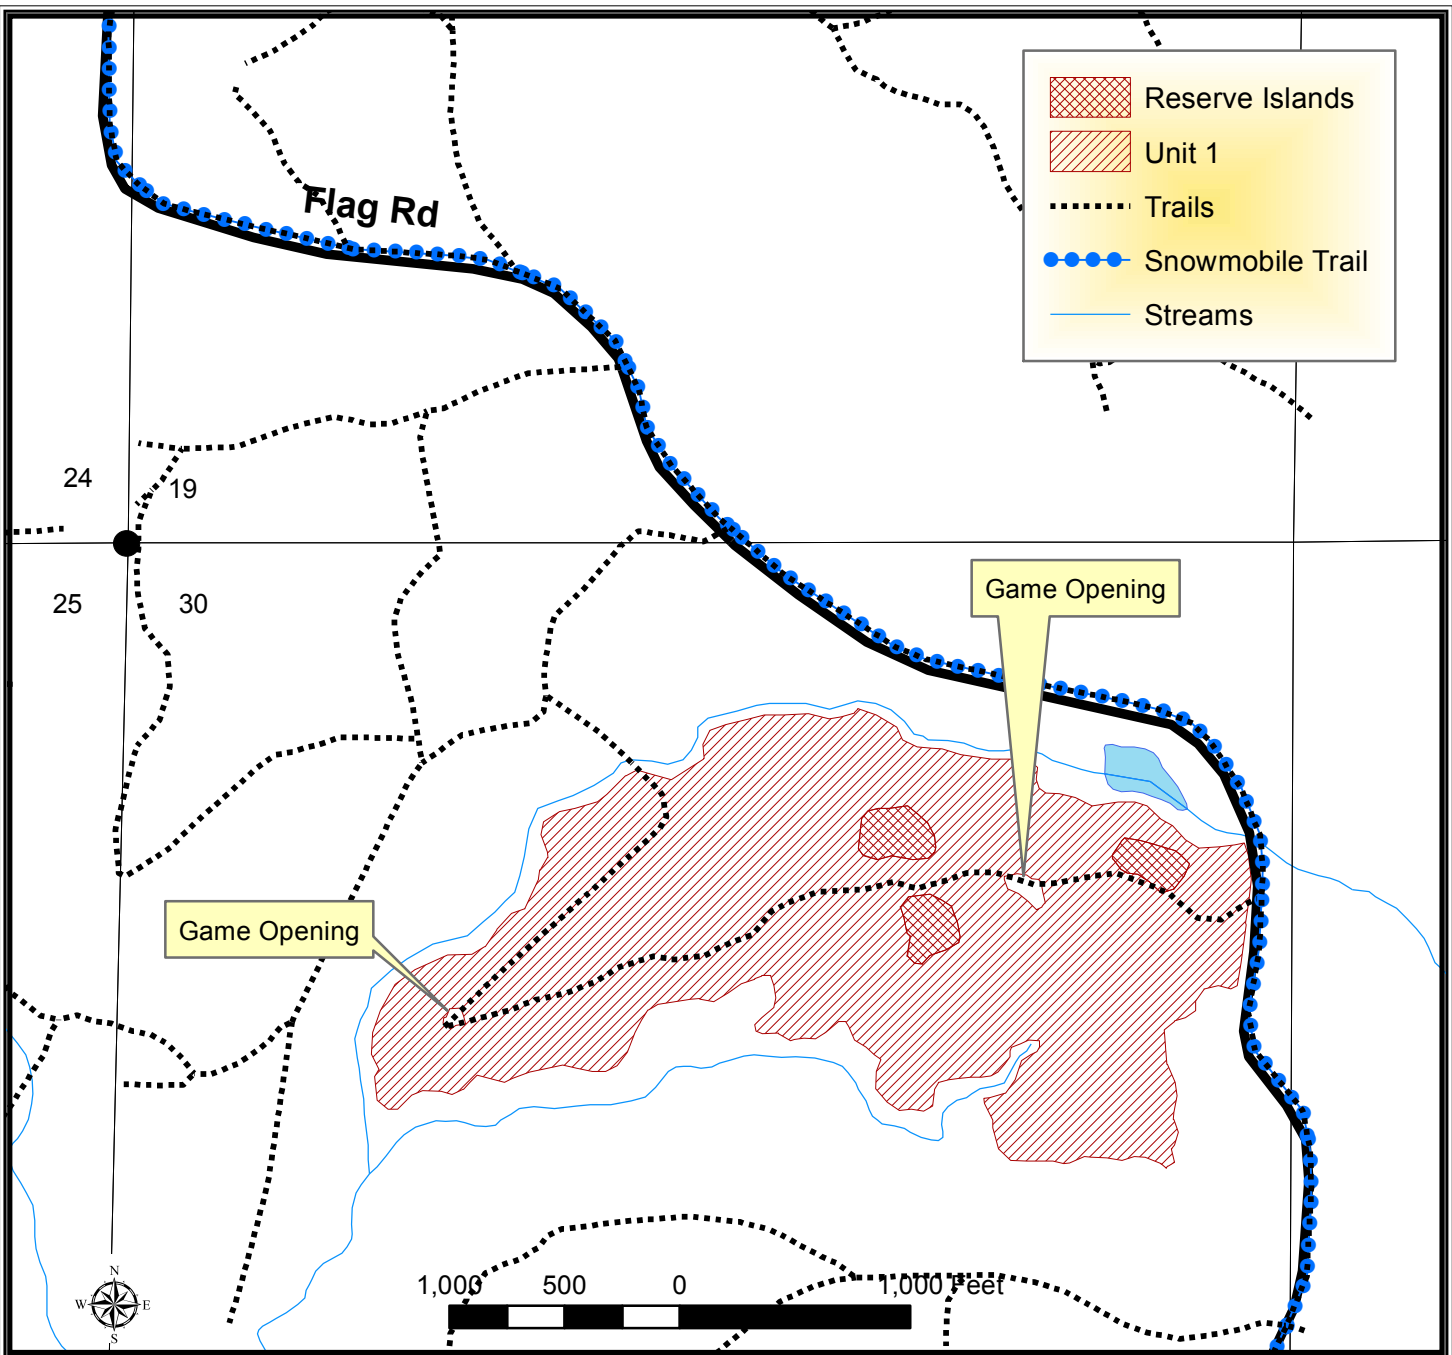 Reserve Islands
Unit 1
Trails
Snowmobile Trail
Streams
Flag Rd
24
19
25
30
Game Opening
Game Opening
N
W
E
S
1,000
500
0
1,000 Feet